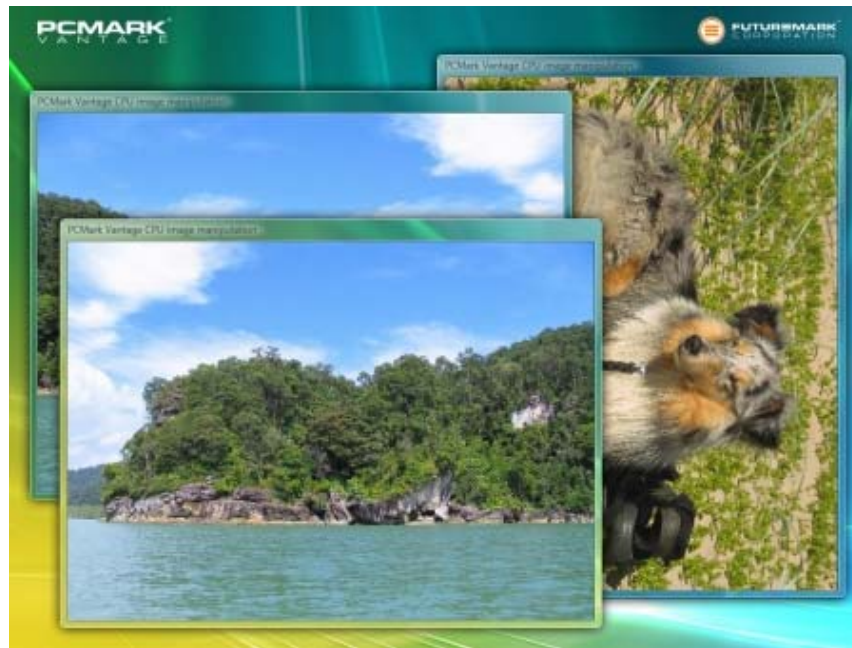 PCMARK
VANTAGE
FUTUREMARK
CORPORATION
PCMark Vantage CPU image manipulation
PCMark Vantage CPU image manipulation
PCMark Vantage CPU image manipulation